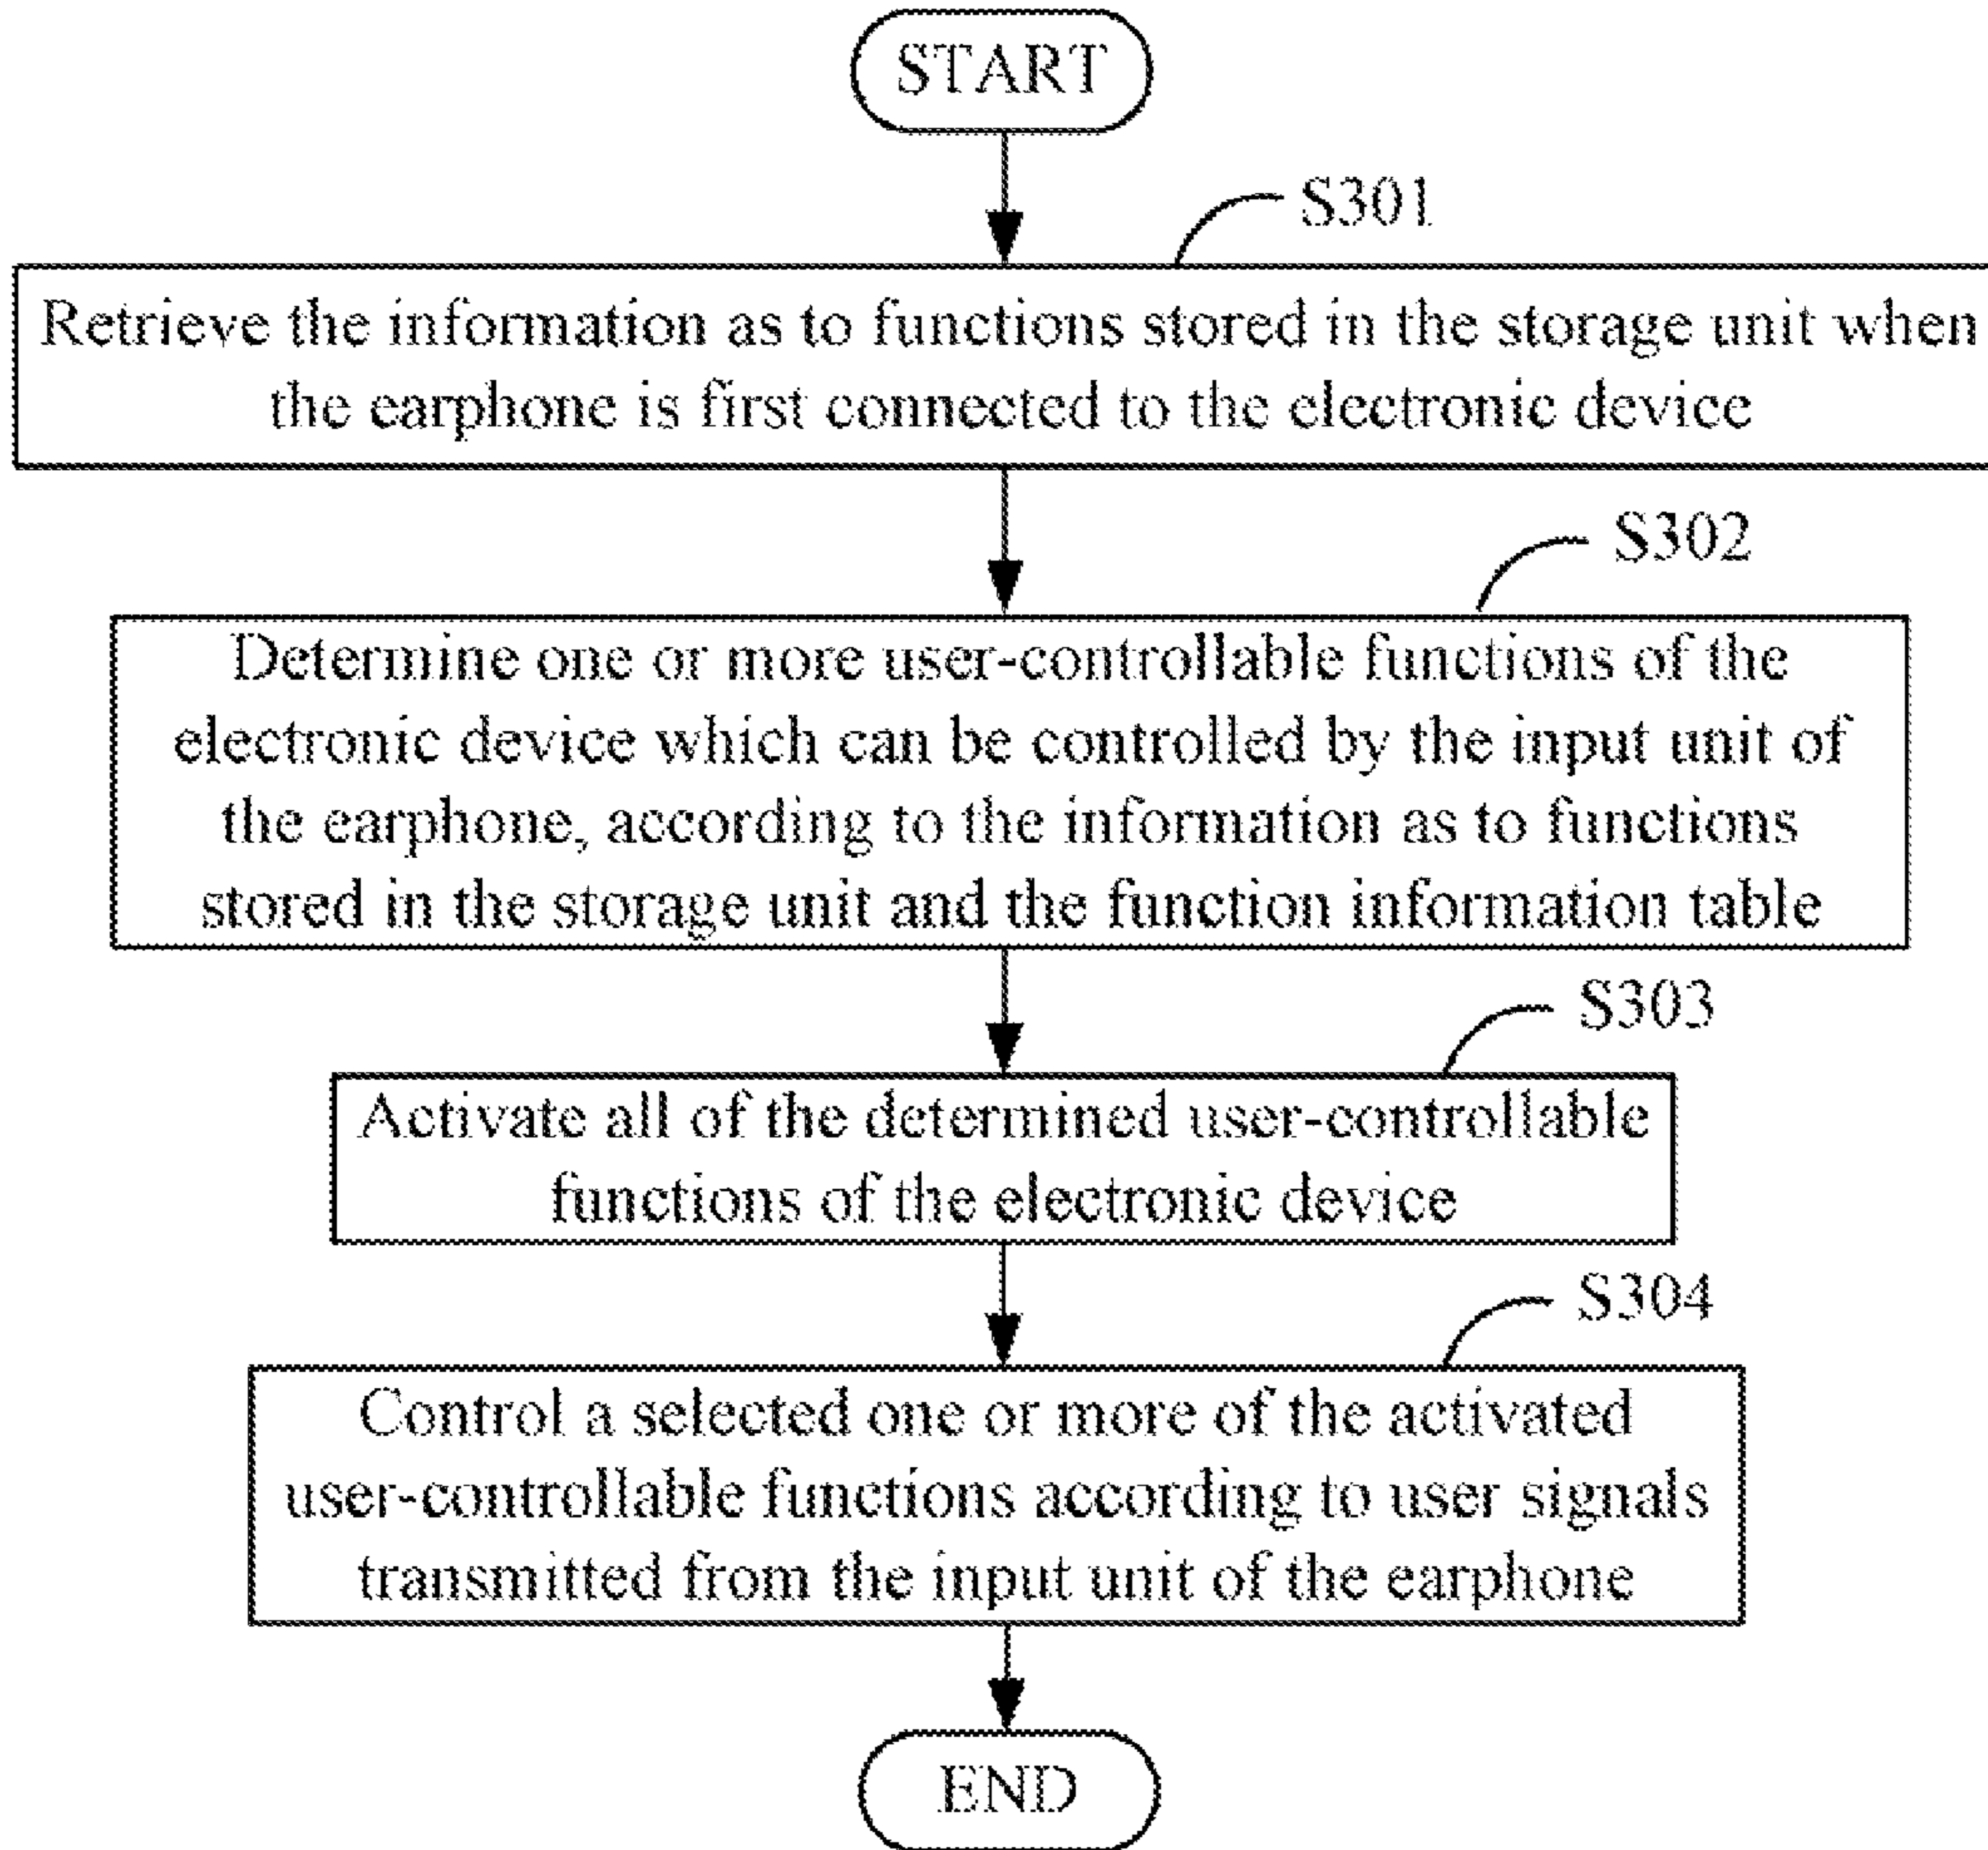 START
S301
Retrieve the information as to functions stored in the storage unit when
the earphone is first connected to the electronic device
S302
Determine one or more user-controllable functions of the
electronic device which can be controlled by the input unit of
the earphone, according to the information as to functions
stored in the storage unit and the function information table
S303
Activate all of the determined user-controllable
functions of the electronic device
S304
Control a selected one or more of the activated
user-controllable functions according to user signals
transmitted from the input unit of the earphone
END